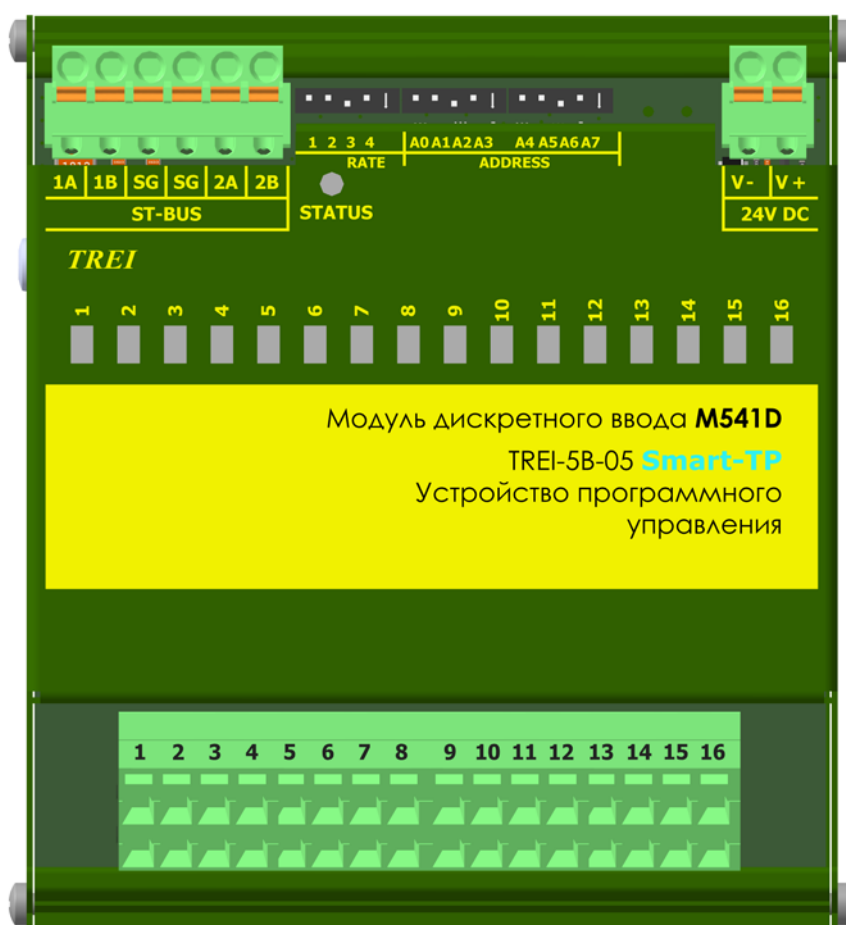 1 2 3 4 A0 A1 A2 A3 A4 A5 A6 A7
RATE ADDRESS
1A 1B SG SG 2A 2B V- V+
ST-BUS STATUS 24V DC
TREI
1 2 3 4 5 6 7 8 9 10 11 12 13 14 15 16
Модуль дискретного ввода M541D
TREI-5B-05 Smart-TP
Устройство программного
управления
1 2 3 4 5 6 7 8 9 10 11 12 13 14 15 16